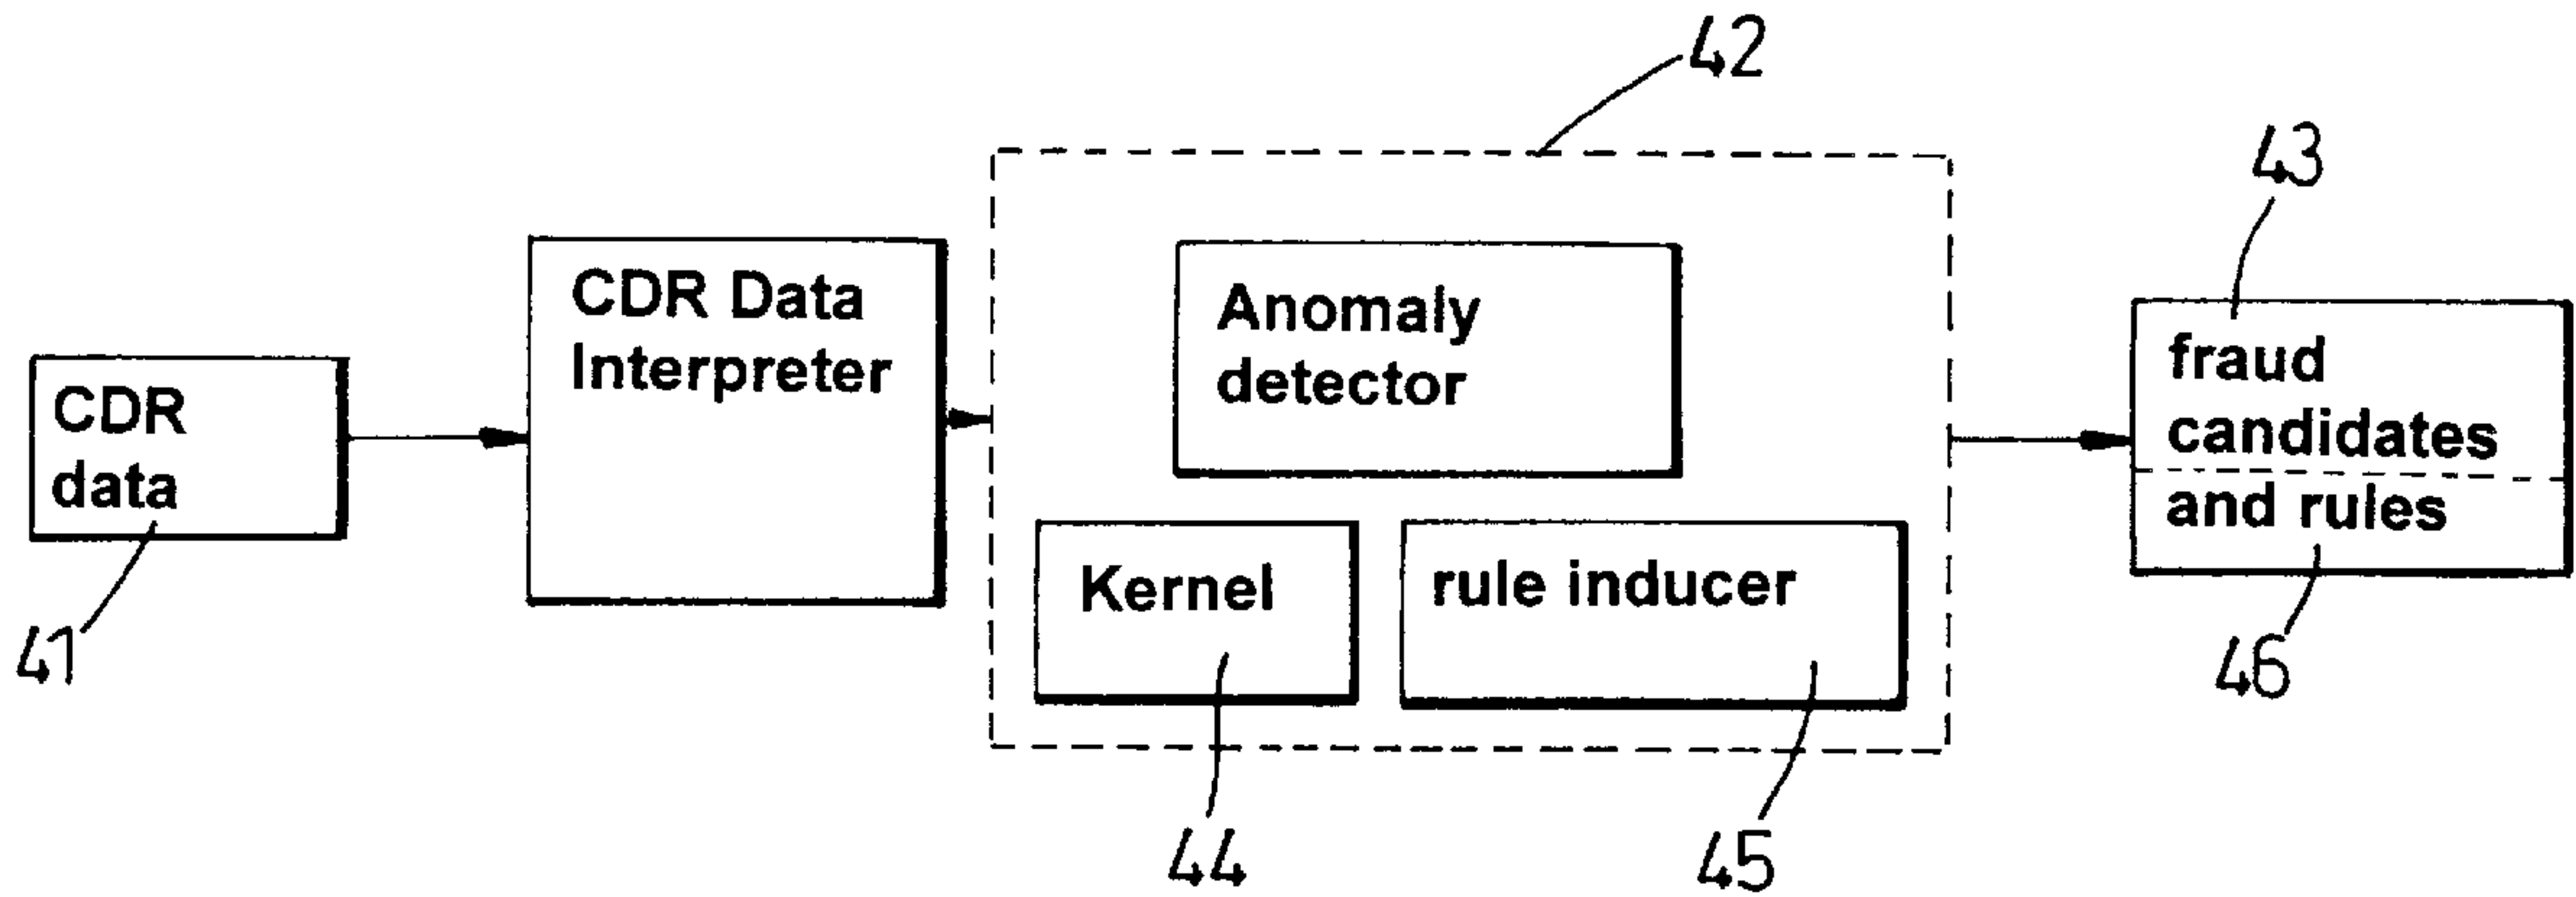 42
43
CDR Data
Interpreter
Anomaly
detector
CDR
data
fraud
candidates
and rules
Kernel
rule inducer
41
46
44
45